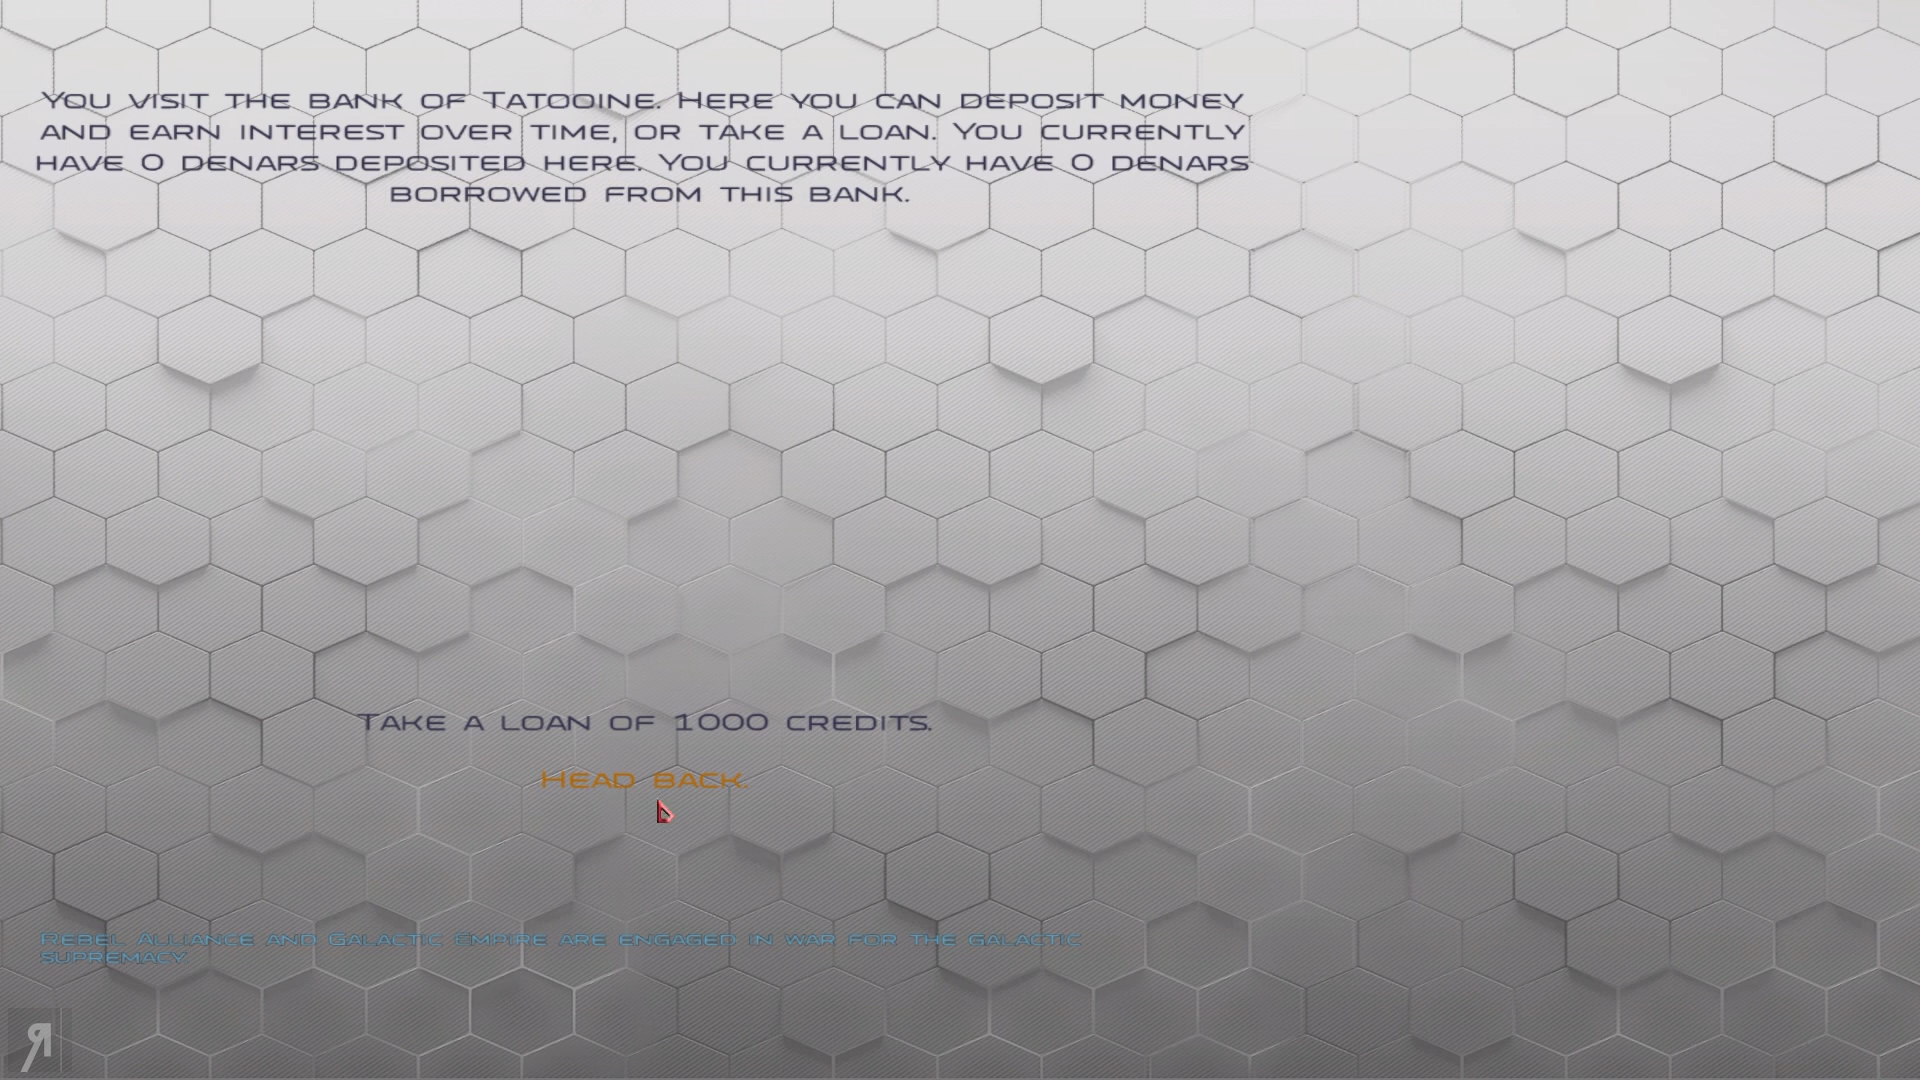 You visit the bank of Tatooine. Here you can deposit money
and earn interest over time, or take a loan. You currently
have 0 denars deposited here. You currently have 0 denars
borrowed from this bank.
Take a loan of 1000 credits.
Head back.
Rebel Alliance and Galactic Empire are engaged in war for the galactic
supremacy.